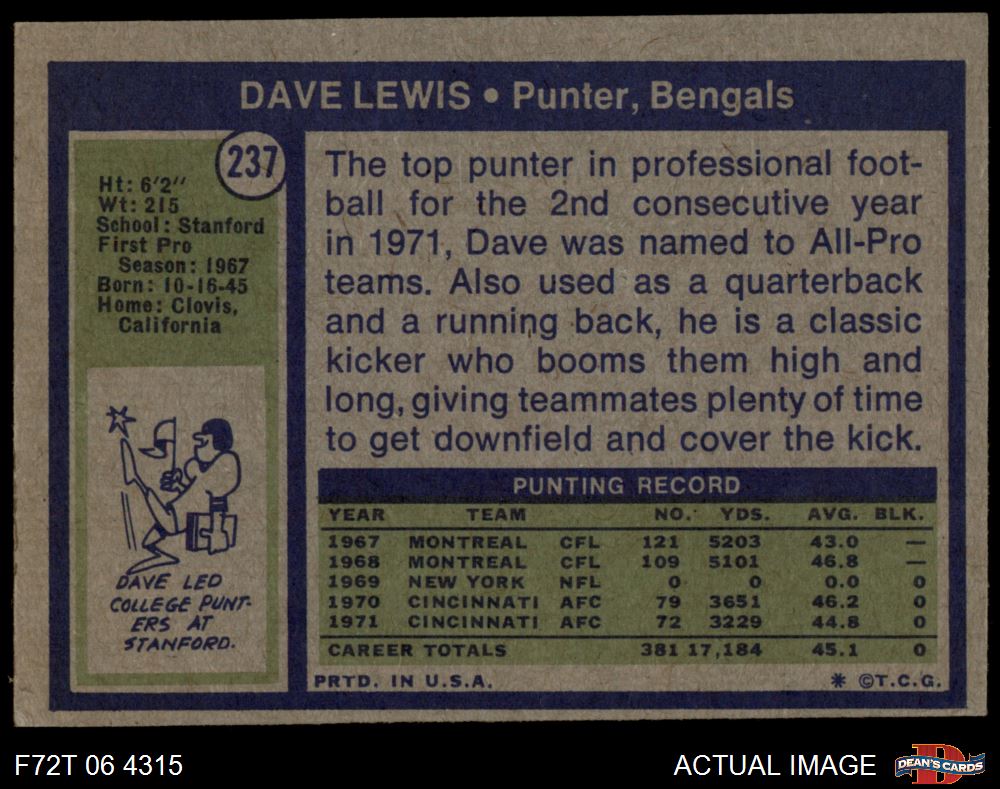 DAVE LEWIS • Punter, Bengals
237
Ht: 6'2''
Wt: 215
School: Stanford
First Pro
Season: 1967
Born: 10-16-45
Home: Clovis,
California
DAVE LED
COLLEGE PUNT-
ERS AT
STANFORD.
The top punter in professional foot-
ball for the 2nd consecutive year
in 1971, Dave was named to All-Pro
teams. Also used as a quarterback
and a running back, he is a classic
kicker who booms them high and
long, giving teammates plenty of time
to get downfield and cover the kick.
PUNTING RECORD
YEAR TEAM NO. YDS. AVG. BLK.
1967 MONTREAL CFL 121 5203 43.0 —
1968 MONTREAL CFL 109 5101 46.8 —
1969 NEW YORK NFL 0 0 0.0 0
1970 CINCINNATI AFC 79 3651 46.2 0
1971 CINCINNATI AFC 72 3229 44.8 0
CAREER TOTALS 381 17,184 45.1 0
PRTD. IN U.S.A. * ©T.C.G.
F72T 06 4315 ACTUAL IMAGE
D
DEAN'S CARDS